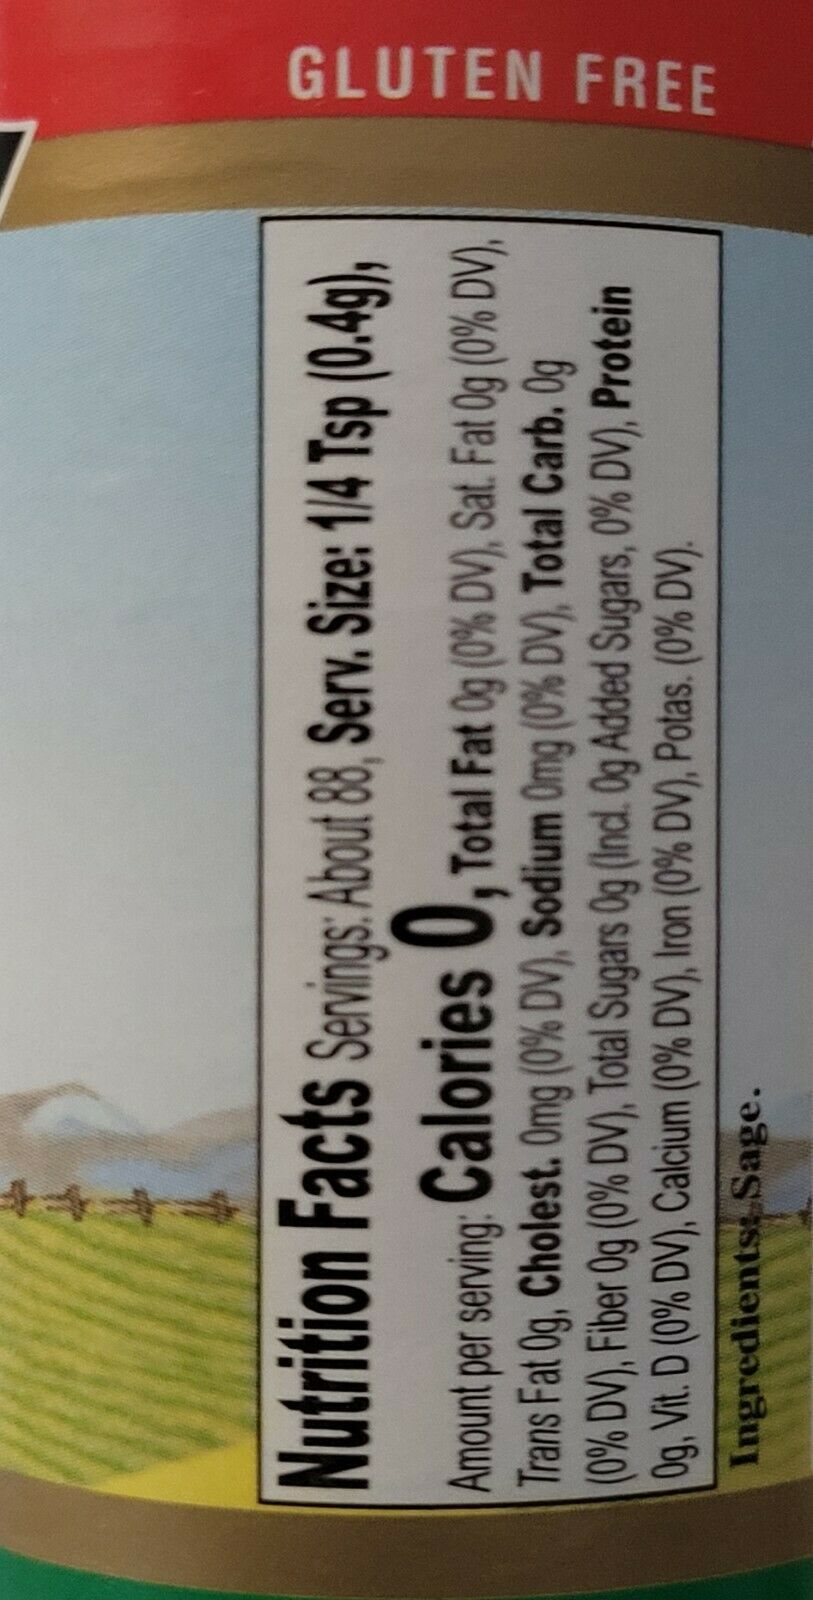 GLUTEN FREE
Nutrition Facts Servings: About 88, Serv. Size: 1/4 Tsp (0.4g),
Amount per serving: Calories 0, Total Fat 0g (0% DV), Sat. Fat 0g (0% DV),
Trans Fat 0g, Cholest. 0mg (0% DV), Sodium 0mg (0% DV), Total Carb. 0g
(0% DV), Fiber 0g (0% DV), Total Sugars 0g (Incl. 0g Added Sugars, 0% DV), Protein
0g, Vit. D (0% DV), Calcium (0% DV), Iron (0% DV), Potas. (0% DV).
Ingredients: Sage.